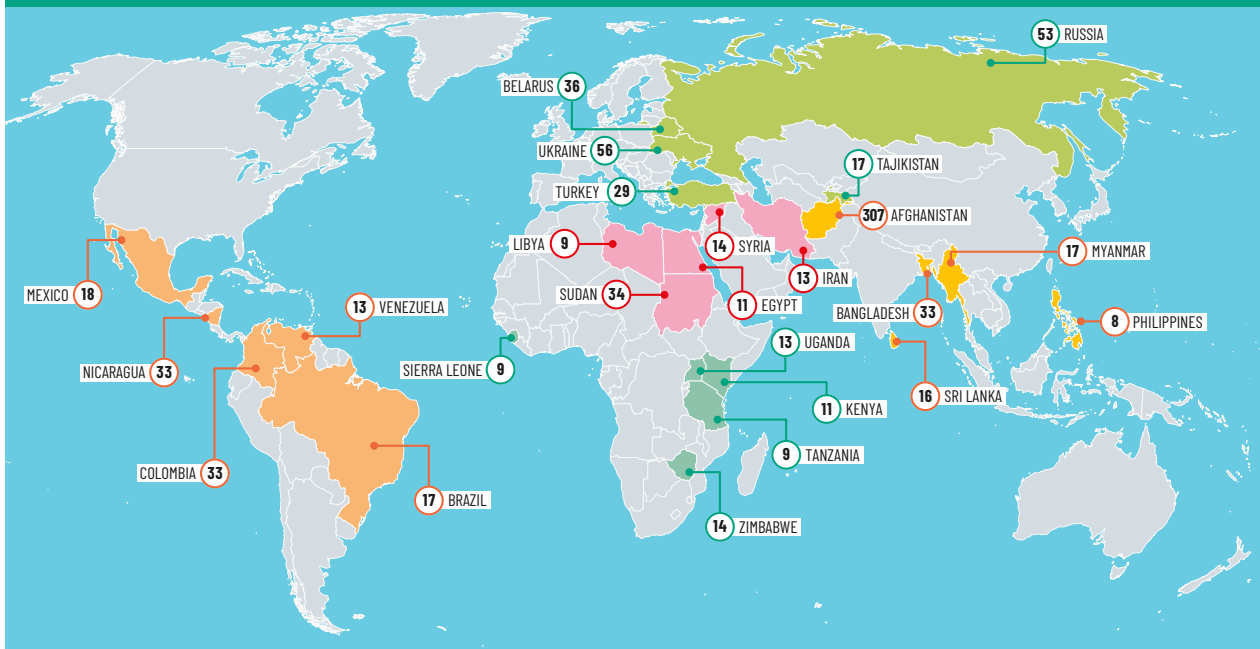 53 RUSSIA
BELARUS 36
UKRAINE 56
17 TAJIKISTAN
TURKEY 29
307 AFGHANISTAN
LIBYA 9
14 SYRIA
17 MYANMAR
13 IRAN
MEXICO 18
SUDAN 34
11 EGYPT
13 VENEZUELA
BANGLADESH 33
8 PHILIPPINES
13 UGANDA
NICARAGUA 33
SIERRA LEONE 9
16 SRI LANKA
11 KENYA
9 TANZANIA
COLOMBIA 33
17 BRAZIL
14 ZIMBABWE